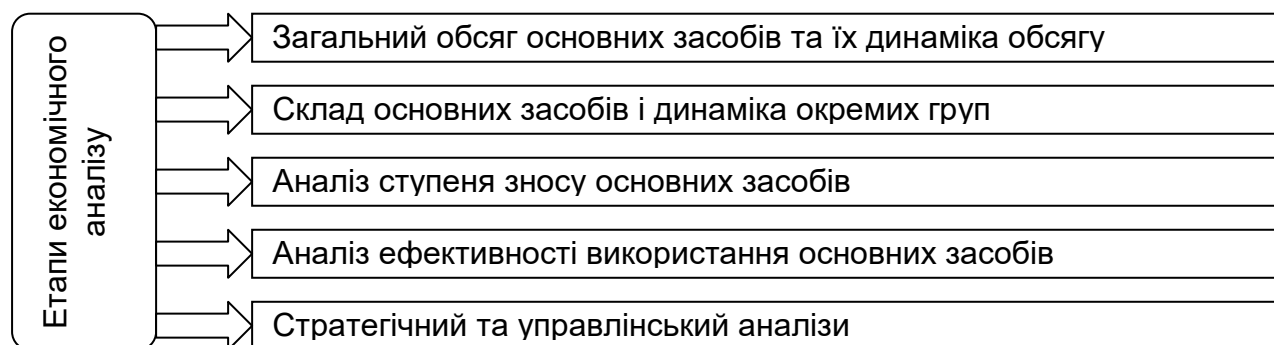 Етапи економічного
аналізу
Загальний обсяг основних засобів та їх динаміка обсягу
Склад основних засобів і динаміка окремих груп
Аналіз ступеня зносу основних засобів
Аналіз ефективності використання основних засобів
Стратегічний та управлінський аналізи